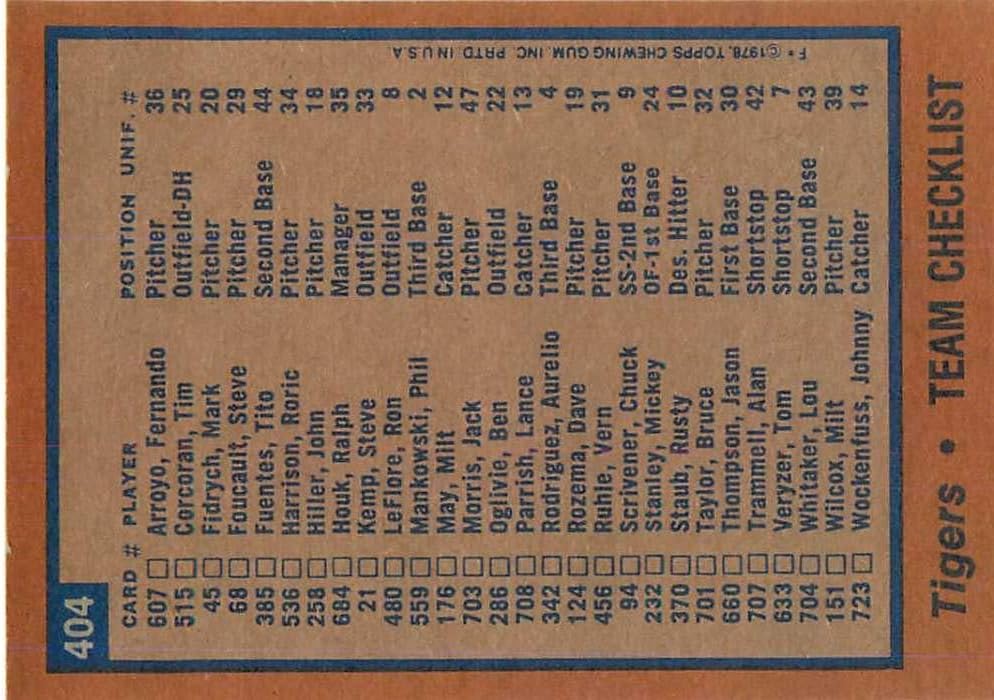 404
CARD # PLAYER POSITION UNIF. #
607 Arroyo, Fernando Pitcher 36
515 Corcoran, Tim Outfield-DH 25
45 Fidrych, Mark Pitcher 20
68 Foucault, Steve Pitcher 29
385 Fuentes, Tito Second Base 44
536 Harrison, Roric Pitcher 34
258 Hiller, John Pitcher 18
684 Houk, Ralph Manager 35
21 Kemp, Steve Outfield 33
480 LeFlore, Ron Outfield 8
559 Mankowski, Phil Third Base 2
176 May, Milt Catcher 12
703 Morris, Jack Pitcher 47
286 Oglivie, Ben Outfield 22
708 Parrish, Lance Catcher 13
342 Rodriguez, Aurelio Third Base 4
124 Rozema, Dave Pitcher 19
456 Ruhle, Vern Pitcher 31
94 Scrivener, Chuck SS-2nd Base 9
232 Stanley, Mickey OF-1st Base 24
370 Staub, Rusty Des. Hitter 10
701 Taylor, Bruce Pitcher 32
660 Thompson, Jason First Base 30
707 Trammell, Alan Shortstop 42
633 Veryzer, Tom Shortstop 7
704 Whitaker, Lou Second Base 43
151 Wilcox, Milt Pitcher 39
723 Wockenfuss, Johnny Catcher 14
F • © 1978, TOPPS CHEWING GUM, INC. PRTD. IN U.S.A
Tigers • TEAM CHECKLIST